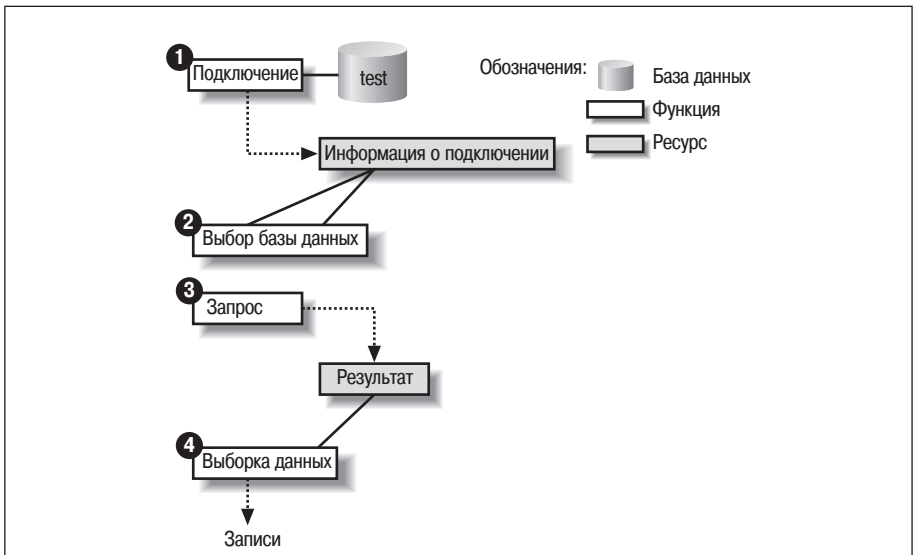 1
Подключение
test
Обозначения:
База данных
Функция
Ресурс
Информация о подключении
2
Выбор базы данных
3
Запрос
Результат
4
Выборка данных
Записи